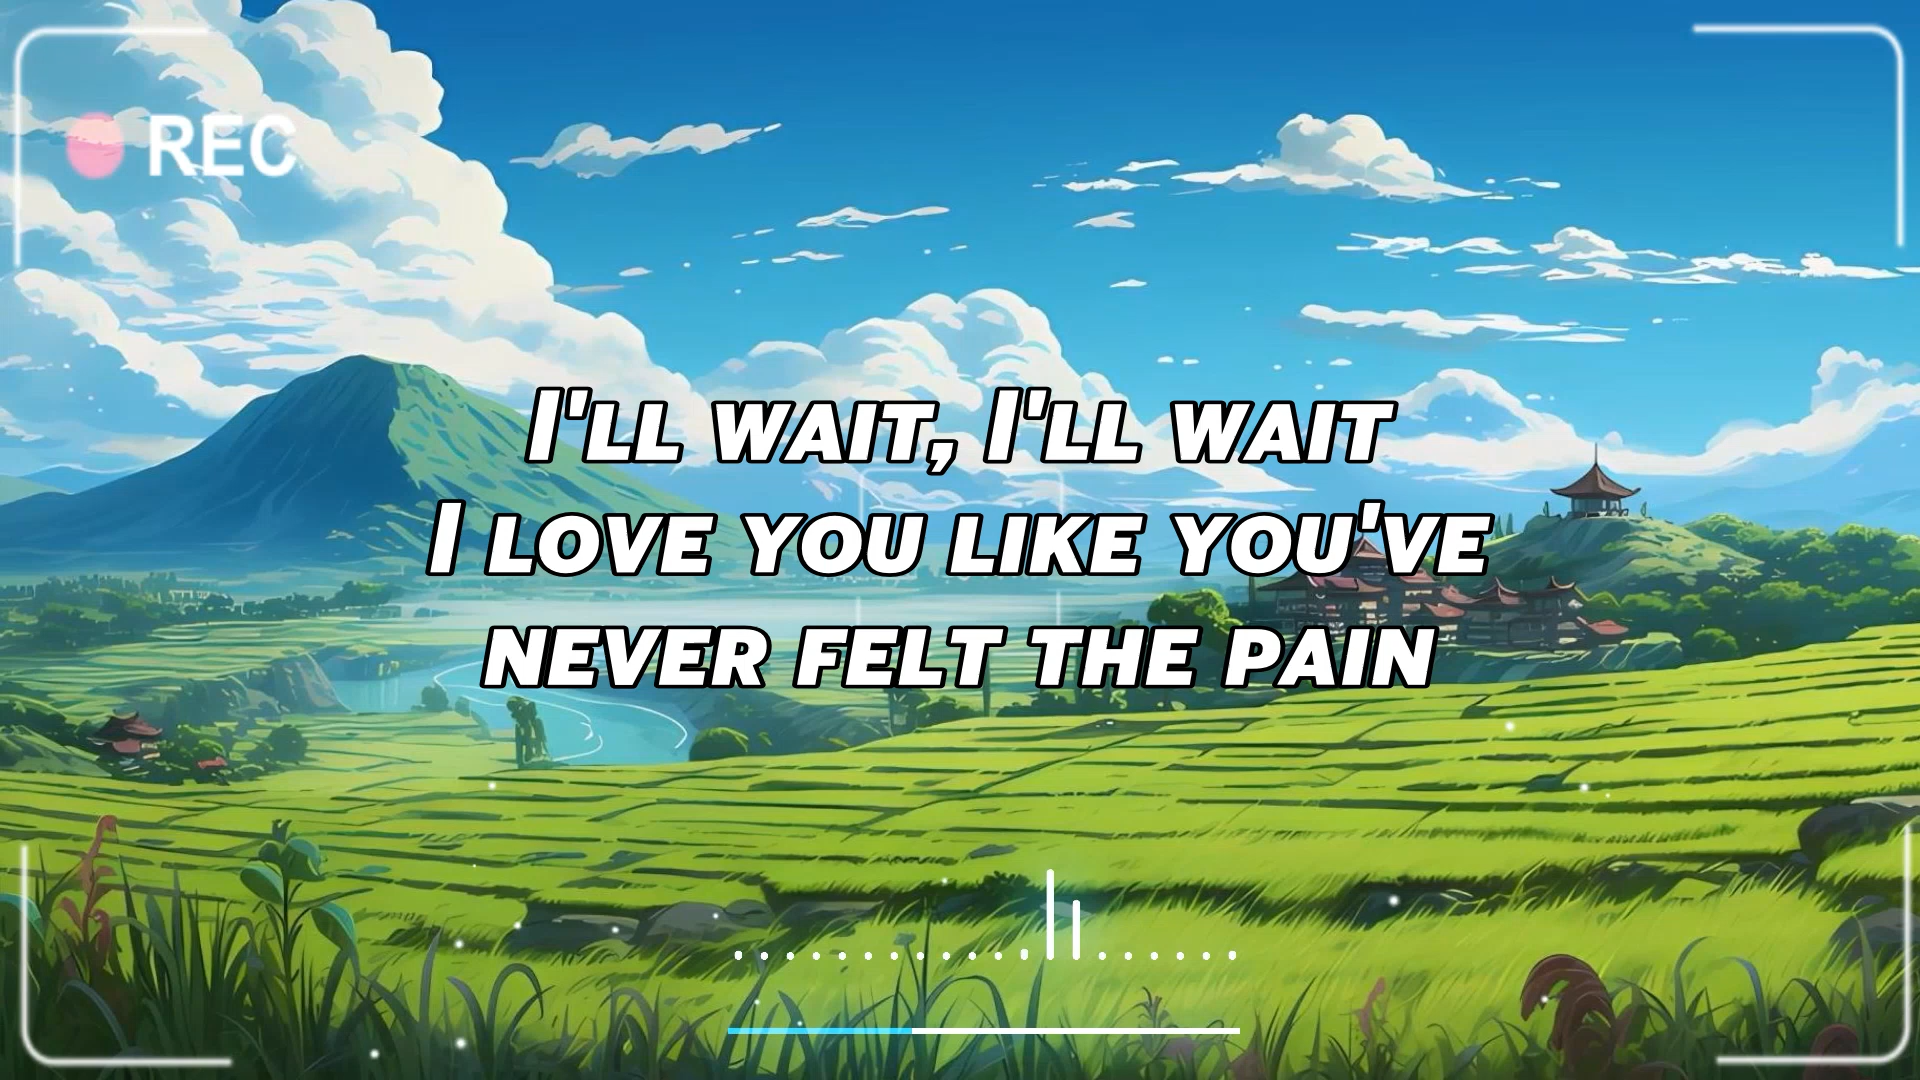 REC
I'LL WAIT, I'LL WAIT
I LOVE YOU LIKE YOU'VE
NEVER FELT THE PAIN